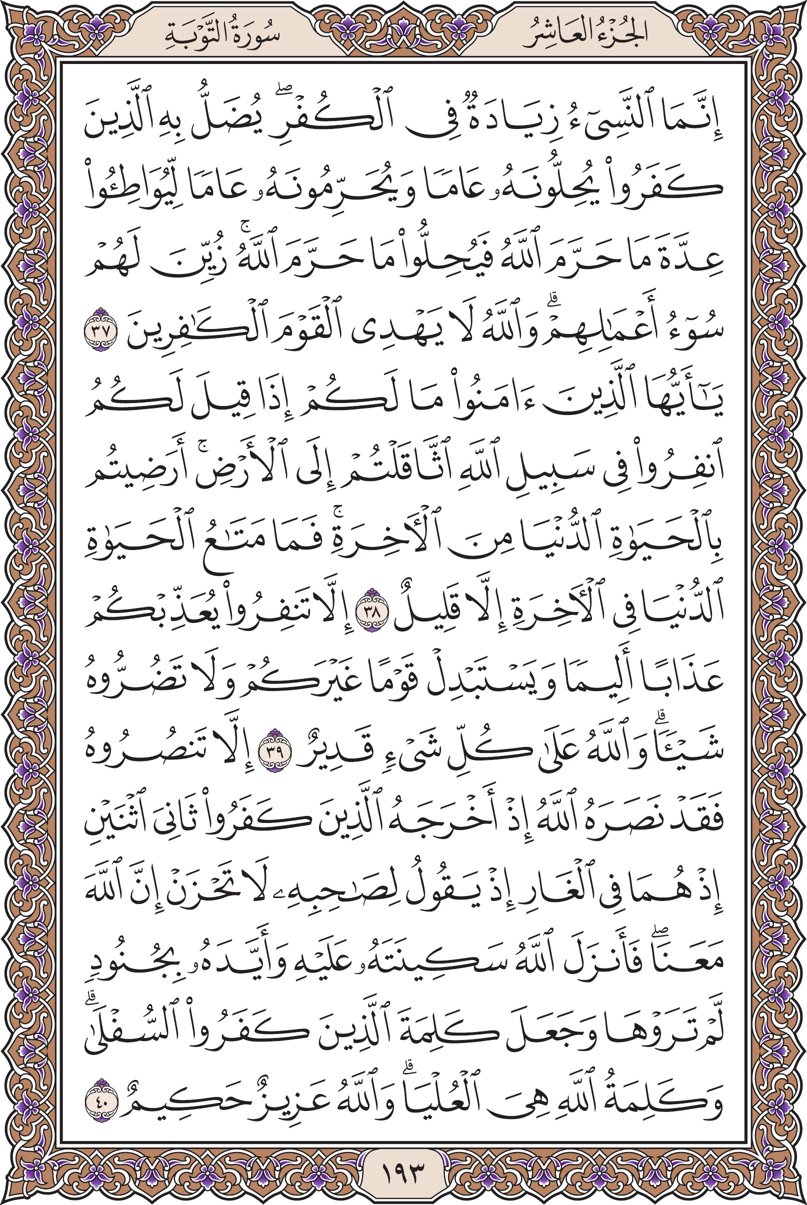 الجُزْءُ العَاشِرُ
سُورَةُ التَّوْبَةِ
إِنَّمَا ٱلنَّسِىٓءُ زِيَادَةٌ فِى ٱلْكُفْرِ ۖ يُضَلُّ بِهِ ٱلَّذِينَ
كَفَرُوا۟ يُحِلُّونَهُۥ عَامًا وَيُحَرِّمُونَهُۥ عَامًا لِّيُوَاطِـُٔوا۟
عِدَّةَ مَا حَرَّمَ ٱللَّهُ فَيُحِلُّوا۟ مَا حَرَّمَ ٱللَّهُ ۚ زُيِّنَ لَهُمْ
سُوٓءُ أَعْمَـٰلِهِمْ ۗ وَٱللَّهُ لَا يَهْدِى ٱلْقَوْمَ ٱلْكَـٰفِرِينَ ٣٧
يَـٰٓأَيُّهَا ٱلَّذِينَ ءَامَنُوا۟ مَا لَكُمْ إِذَا قِيلَ لَكُمُ
ٱنفِرُوا۟ فِى سَبِيلِ ٱللَّهِ ٱثَّاقَلْتُمْ إِلَى ٱلْأَرْضِ ۚ أَرَضِيتُم
بِٱلْحَيَوٰةِ ٱلدُّنْيَا مِنَ ٱلْـَٔاخِرَةِ ۚ فَمَا مَتَـٰعُ ٱلْحَيَوٰةِ
ٱلدُّنْيَا فِى ٱلْـَٔاخِرَةِ إِلَّا قَلِيلٌ ٣٨ إِلَّا تَنفِرُوا۟ يُعَذِّبْكُمْ
عَذَابًا أَلِيمًا وَيَسْتَبْدِلْ قَوْمًا غَيْرَكُمْ وَلَا تَضُرُّوهُ
شَيْـًٔا ۗ وَٱللَّهُ عَلَىٰ كُلِّ شَىْءٍ قَدِيرٌ ٣٩ إِلَّا تَنصُرُوهُ
فَقَدْ نَصَرَهُ ٱللَّهُ إِذْ أَخْرَجَهُ ٱلَّذِينَ كَفَرُوا۟ ثَانِىَ ٱثْنَيْنِ
إِذْ هُمَا فِى ٱلْغَارِ إِذْ يَقُولُ لِصَـٰحِبِهِۦ لَا تَحْزَنْ إِنَّ ٱللَّهَ
مَعَنَا ۖ فَأَنزَلَ ٱللَّهُ سَكِينَتَهُۥ عَلَيْهِ وَأَيَّدَهُۥ بِجُنُودٍ
لَّمْ تَرَوْهَا وَجَعَلَ كَلِمَةَ ٱلَّذِينَ كَفَرُوا۟ ٱلسُّفْلَىٰ ۗ
وَكَلِمَةُ ٱللَّهِ هِىَ ٱلْعُلْيَا ۗ وَٱللَّهُ عَزِيزٌ حَكِيمٌ ٤٠
١٩٣